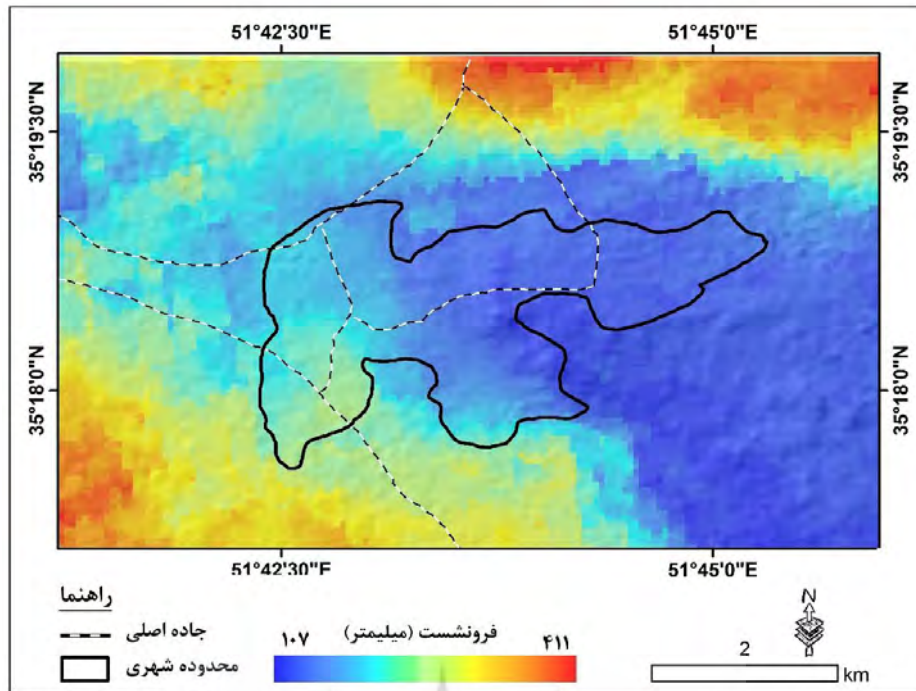 51°42'30"E 51°45'0"E
35°19'30"N 35°19'30"N
35°18'0"N 35°18'0"N
51°42'30"E 51°45'0"E
راهنما
جاده اصلی
محدوده شهری
فرونشست (میلیمتر)
۱۰۷ ۴۱۱
N
2
km